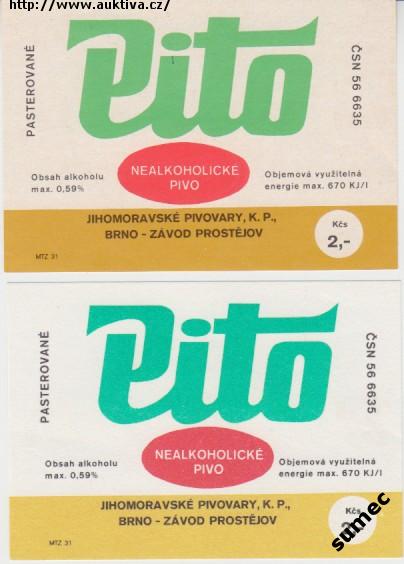 http://www.auktiva.cz/
Pito
PASTEROVANÉ
ČSN 56 6635
NEALKOHOLICKÉ
PIVO
Obsah alkoholu
max. 0,59%
Objemová využitelná
energie max. 670 KJ/l
JIHOMORAVSKÉ PIVOVARY, K. P.,
BRNO - ZÁVOD PROSTĚJOV
Kčs
2,-
MTZ 31
Pito
PASTEROVANÉ
ČSN 56 6635
NEALKOHOLICKÉ
PIVO
Obsah alkoholu
max. 0,59%
Objemová využitelná
energie max. 670 KJ/l
JIHOMORAVSKÉ PIVOVARY, K. P.,
BRNO - ZÁVOD PROSTĚJOV
Kčs
MTZ 31
sumec